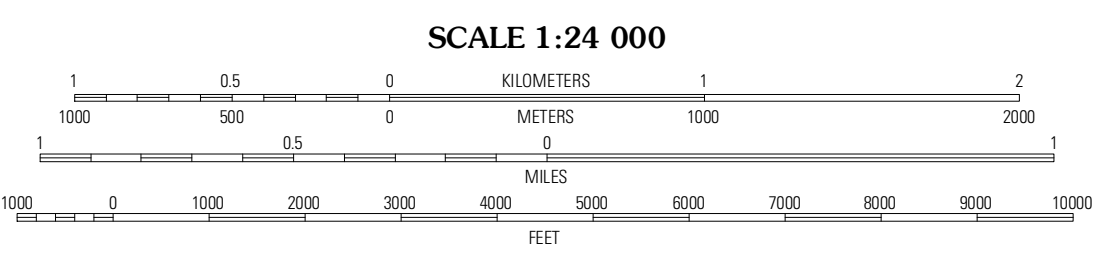 SCALE 1:24 000
1 0.5 0 KILOMETERS 1 2
1000 500 0 METERS 1000 2000
1 0.5 0 1
MILES
1000 0 1000 2000 3000 4000 5000 6000 7000 8000 9000 10000
FEET